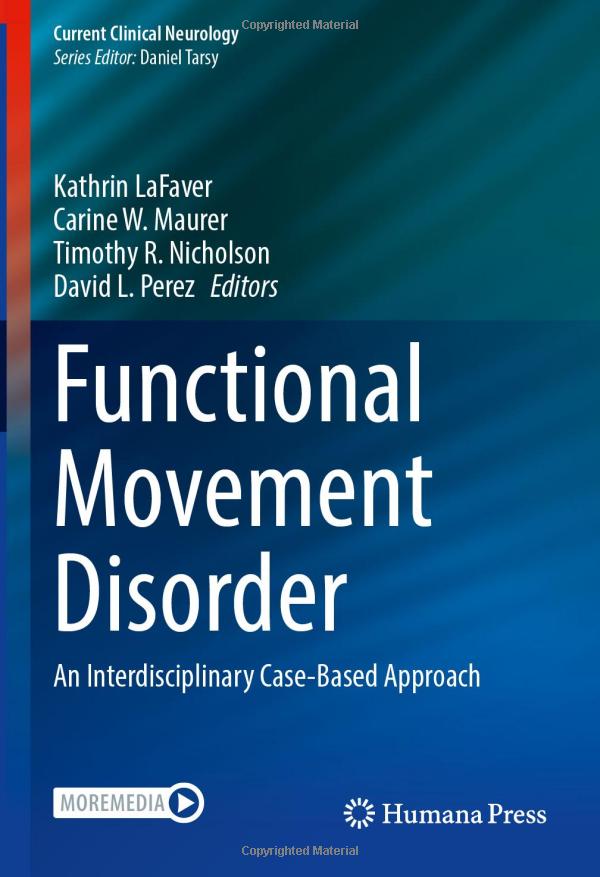 Copyrighted Material
Current Clinical Neurology
Series Editor: Daniel Tarsy
Kathrin LaFaver
Carine W. Maurer
Timothy R. Nicholson
David L. Perez Editors
Functional
Movement
Disorder
An Interdisciplinary Case-Based Approach
MOREMEDIA
Humana Press
Copyrighted Material